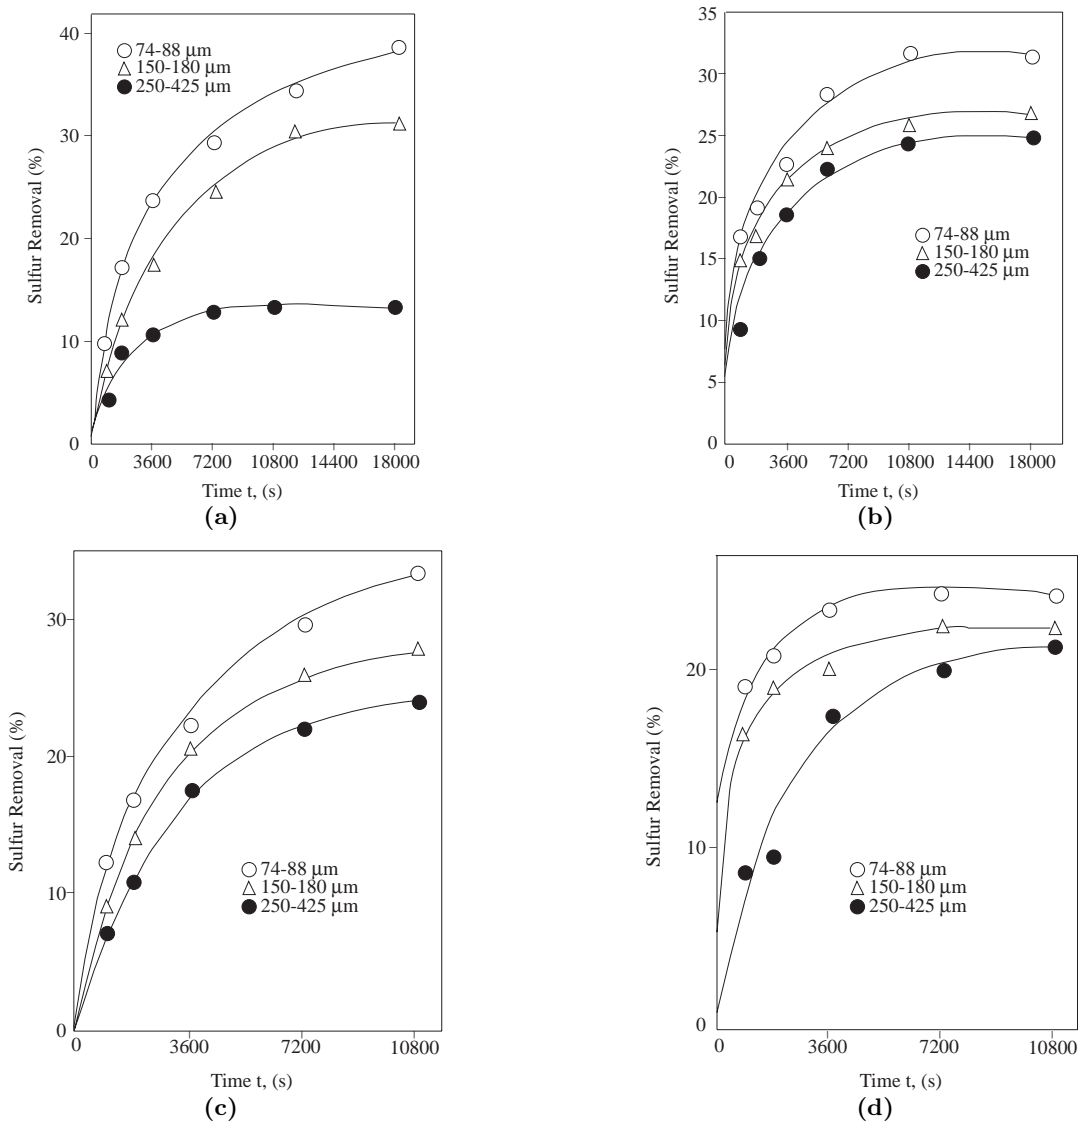 40
30
20
10
0
Sulfur Removal (%)
74-88 μm
150-180 μm
250-425 μm
0 3600 7200 10800 14400 18000
Time t, (s)
(a)
35
30
25
20
15
10
5
0
Sulfur Removal (%)
74-88 μm
150-180 μm
250-425 μm
0 3600 7200 10800 14400 18000
Time t, (s)
(b)
30
20
10
0
Sulfur Removal (%)
74-88 μm
150-180 μm
250-425 μm
0 3600 7200 10800
Time t, (s)
(c)
20
10
0
Sulfur Removal (%)
74-88 μm
150-180 μm
250-425 μm
0 3600 7200 10800
Time t, (s)
(d)